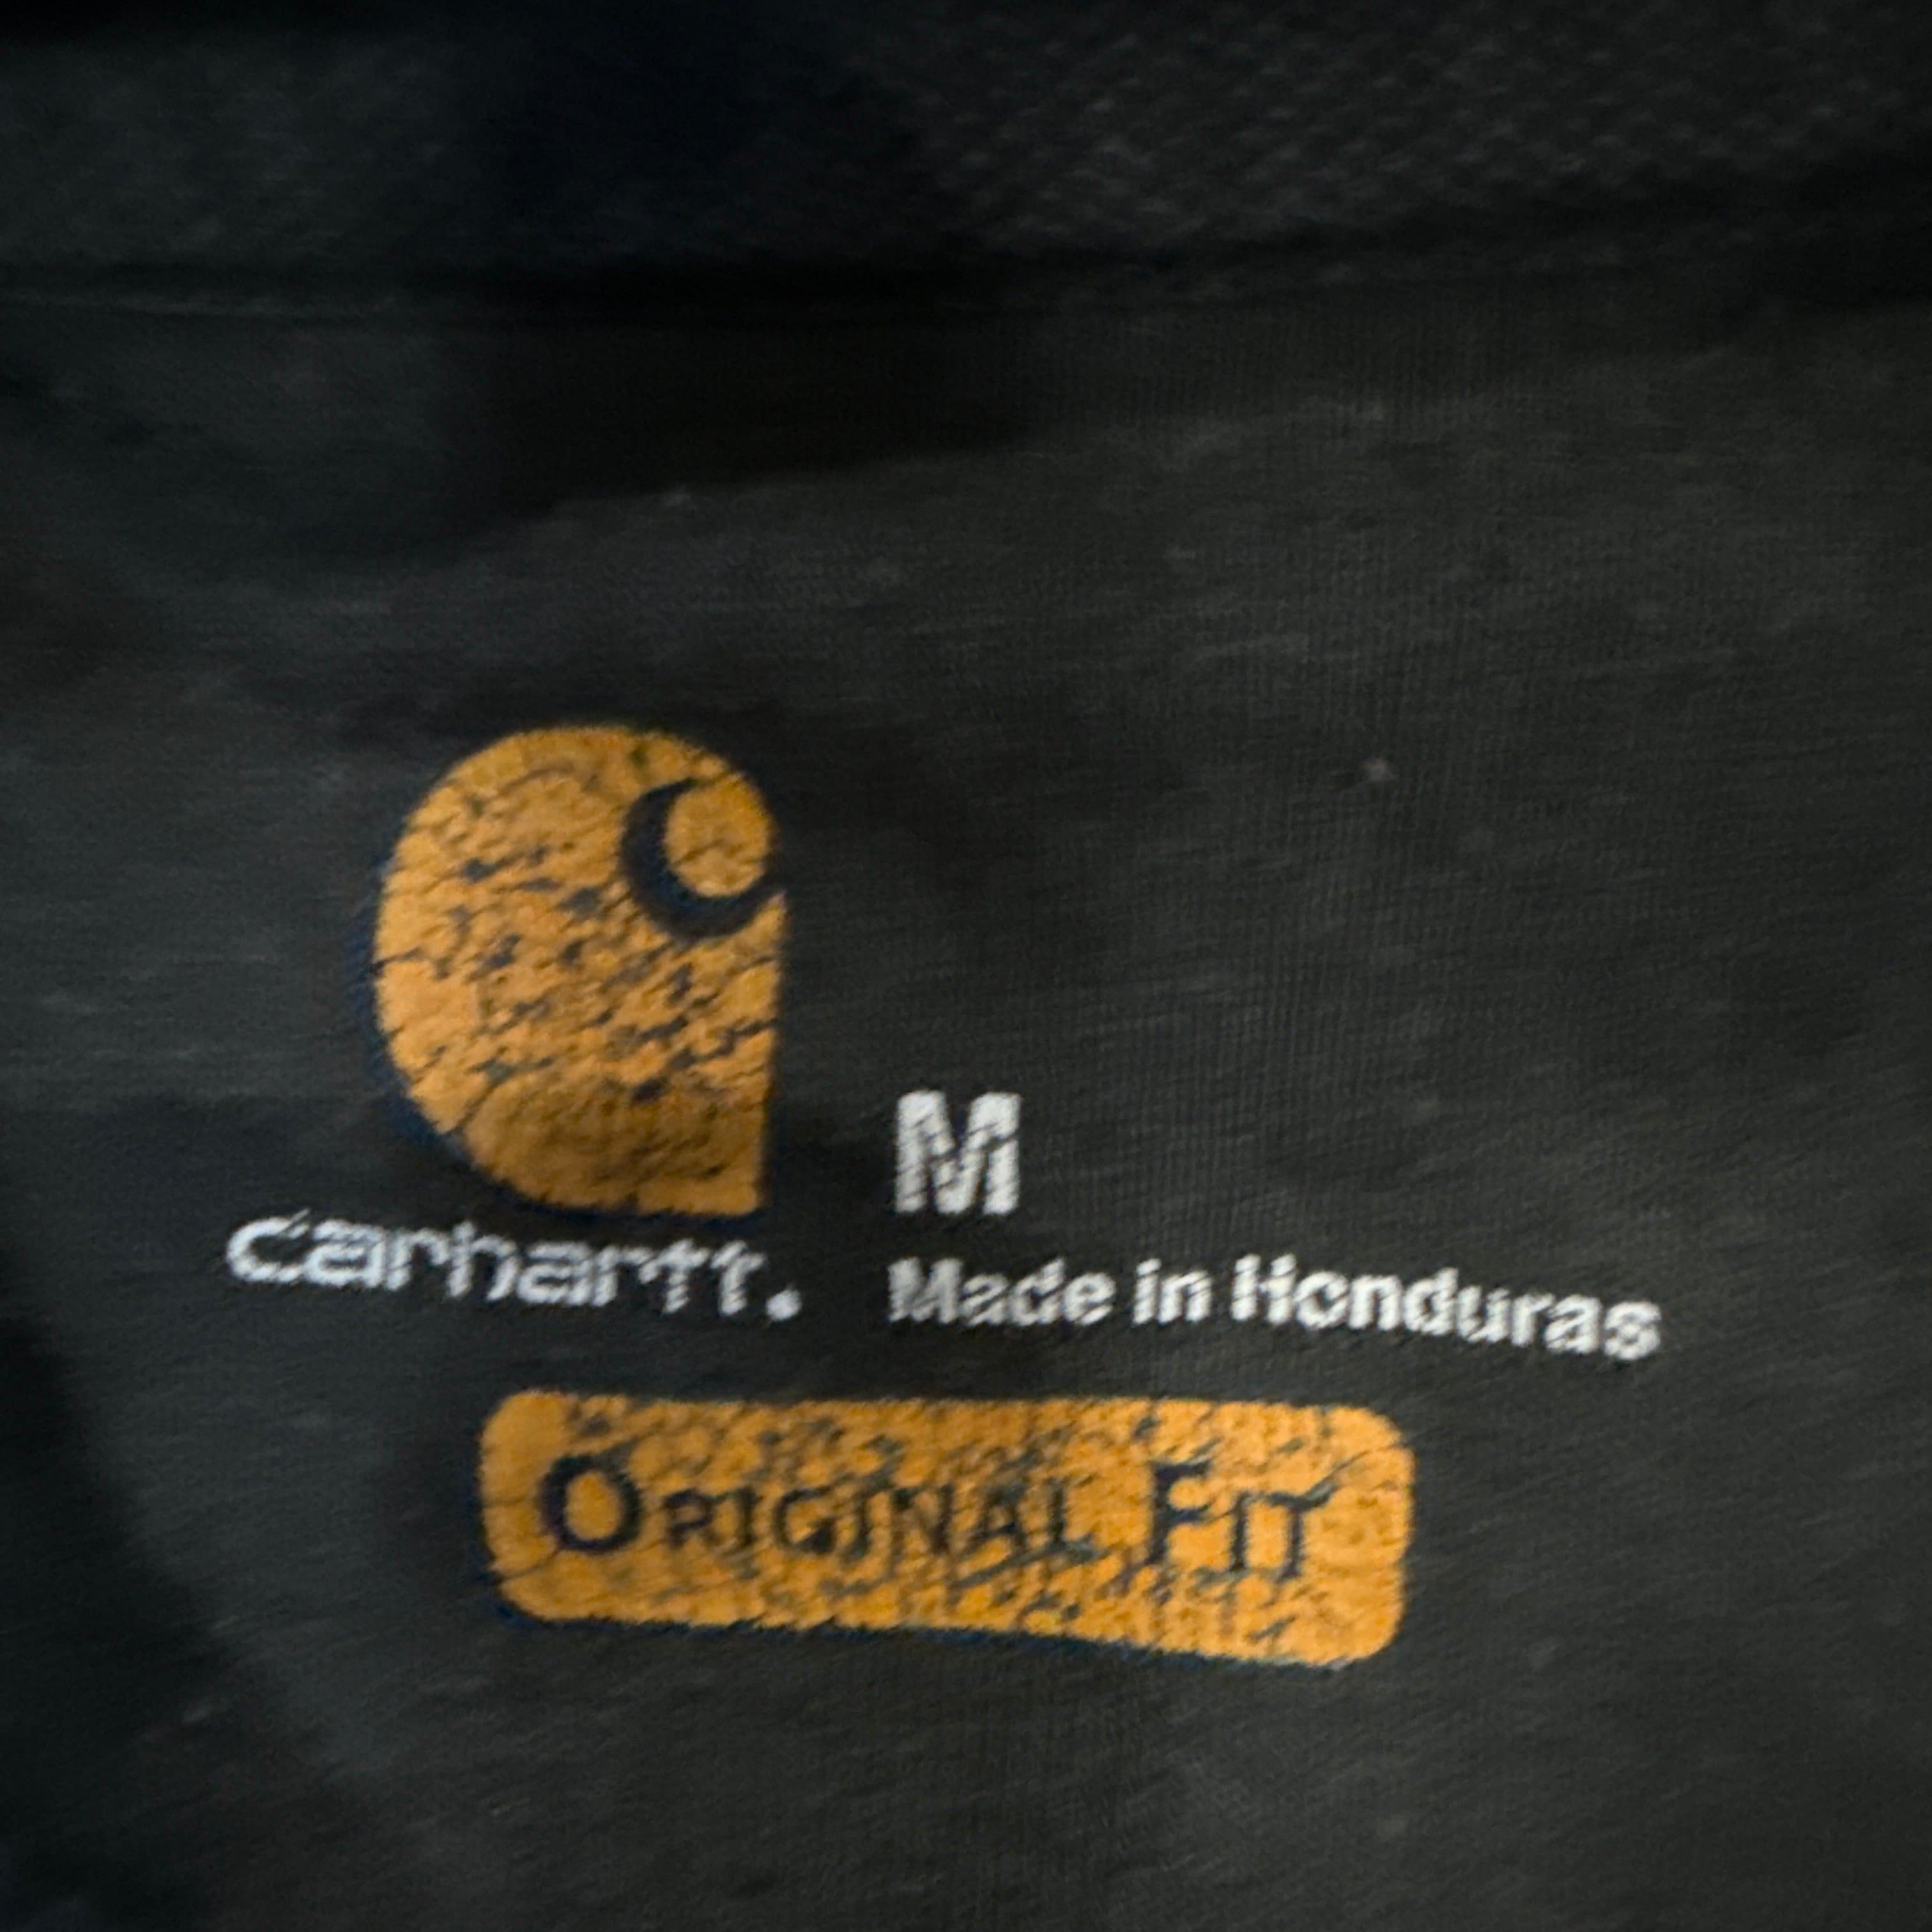 M
carhartt.
Made in Honduras
ORIGINAL FIT